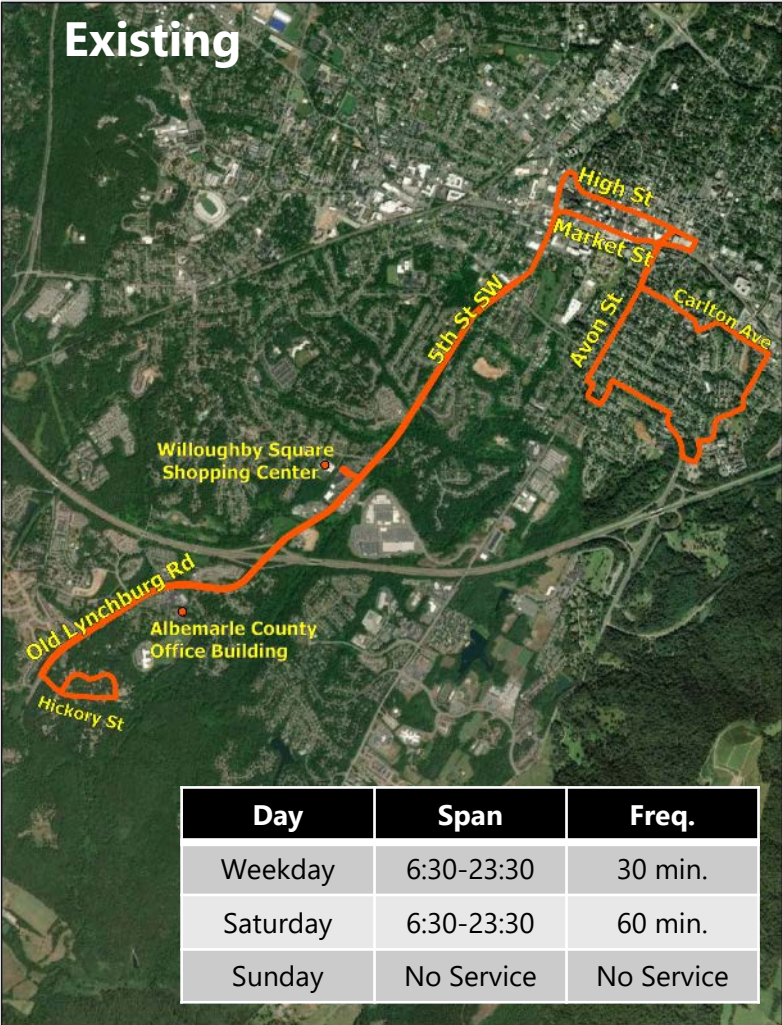 Existing
High St
Market St
Carlton Ave
Avon St
5th St SW
Willoughby Square
Shopping Center
Old Lynchburg Rd
Albemarle County
Office Building
Hickory St
Day Span Freq.
Weekday 6:30-23:30 30 min.
Saturday 6:30-23:30 60 min.
Sunday No Service No Service